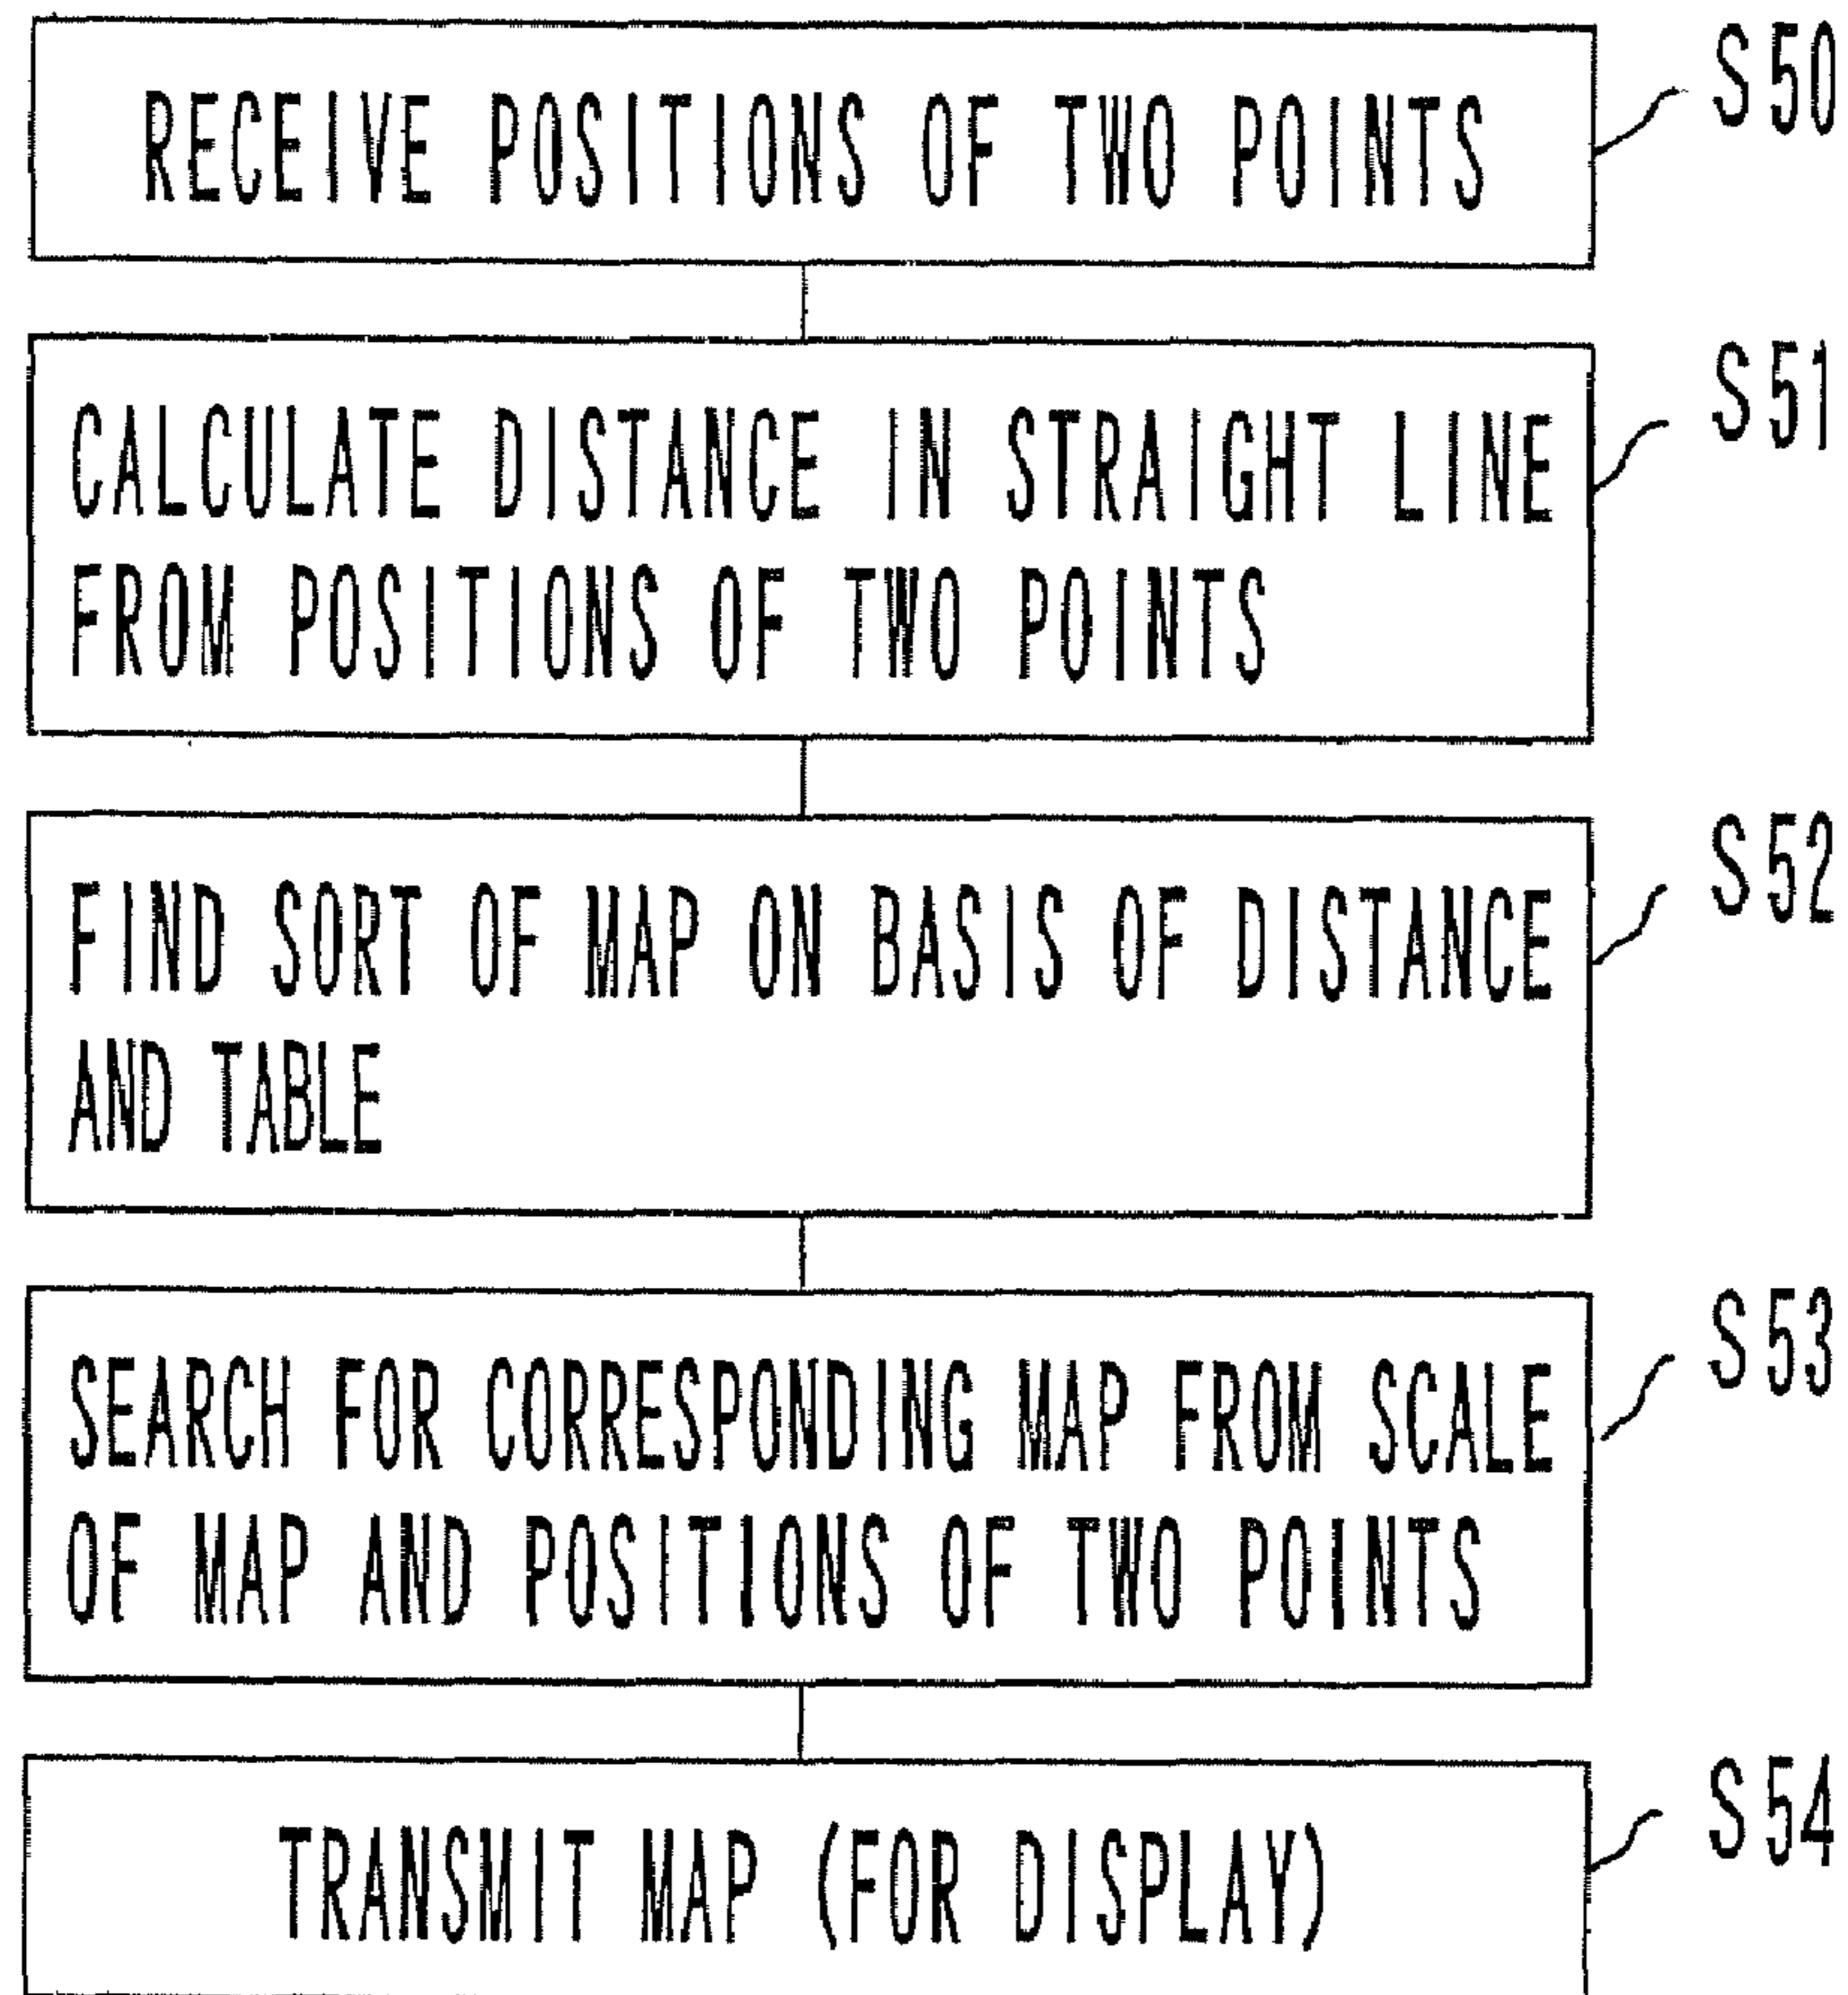 RECEIVE POSITIONS OF TWO POINTS
S50
CALCULATE DISTANCE IN STRAIGHT LINE
FROM POSITIONS OF TWO POINTS
S51
FIND SORT OF MAP ON BASIS OF DISTANCE
AND TABLE
S52
SEARCH FOR CORRESPONDING MAP FROM SCALE
OF MAP AND POSITIONS OF TWO POINTS
S53
TRANSMIT MAP (FOR DISPLAY)
S54